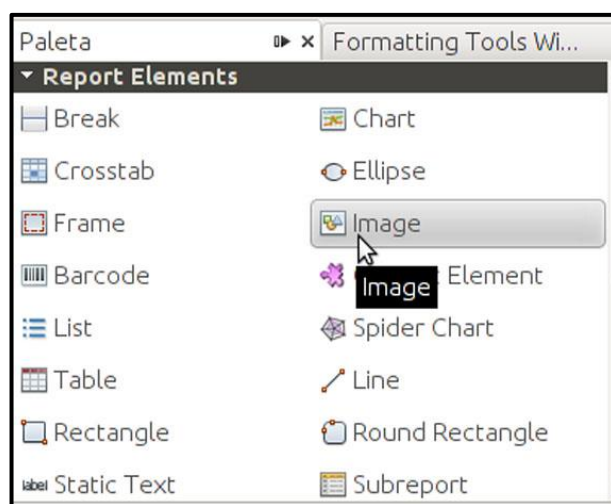 Paleta Formatting Tools Wi...
Report Elements
Break Chart
Crosstab Ellipse
Frame Image
Barcode Element
Image
List Spider Chart
Table Line
Rectangle Round Rectangle
label Static Text Subreport